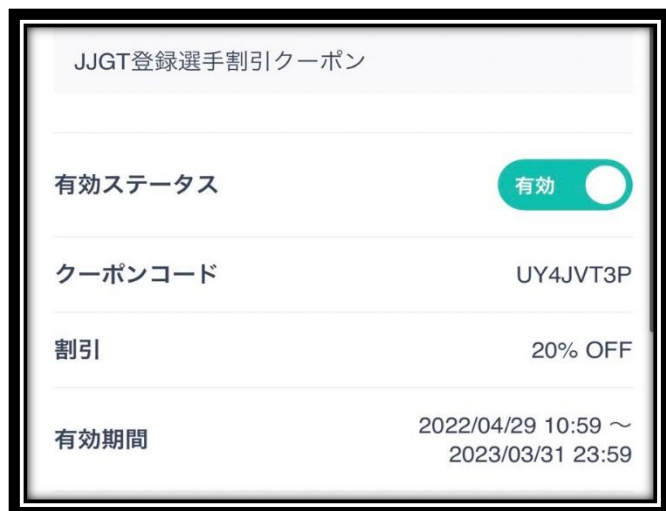 JJGT登録選手割引クーポン
有効ステータス
有効
クーポンコード
UY4JVT3P
割引
20% OFF
有効期間
2022/04/29 10:59 ～
2023/03/31 23:59